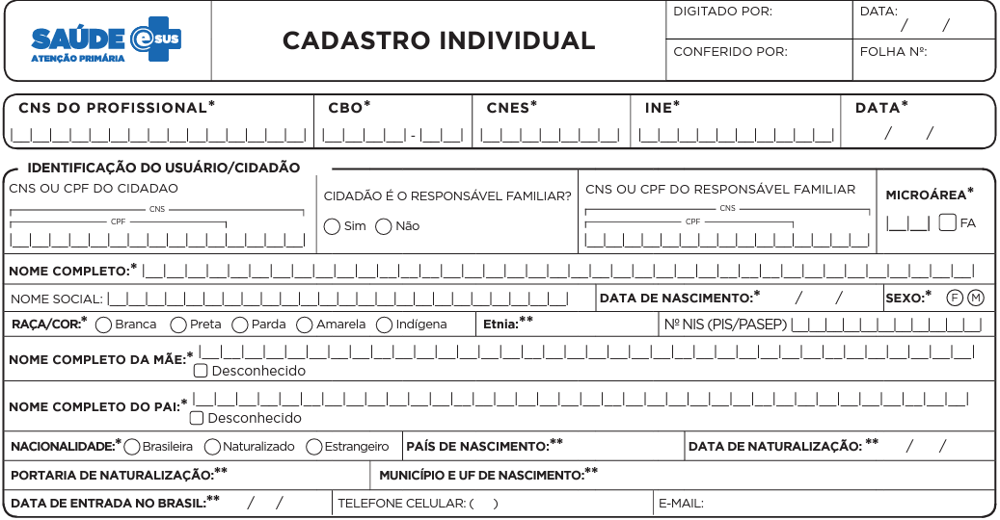 SAÚDE e SUS
ATENÇÃO PRIMÁRIA
CADASTRO INDIVIDUAL
DIGITADO POR:
DATA:
/ /
CONFERIDO POR:
FOLHA Nº:
CNS DO PROFISSIONAL*
CBO*
-
CNES*
INE*
DATA*
/ /
IDENTIFICAÇÃO DO USUÁRIO/CIDADÃO
CNS OU CPF DO CIDADAO
CNS
CPF
CIDADÃO É O RESPONSÁVEL FAMILIAR?
Sim Não
CNS OU CPF DO RESPONSÁVEL FAMILIAR
CNS
CPF
MICROÁREA*
FA
NOME COMPLETO:*
NOME SOCIAL:
DATA DE NASCIMENTO:* / /
SEXO:* F M
RAÇA/COR:* Branca Preta Parda Amarela Indígena
Etnia:**
Nº NIS (PIS/PASEP)
NOME COMPLETO DA MÃE:*
Desconhecido
NOME COMPLETO DO PAI:*
Desconhecido
NACIONALIDADE:* Brasileira Naturalizado Estrangeiro
PAÍS DE NASCIMENTO:**
DATA DE NATURALIZAÇÃO: ** / /
PORTARIA DE NATURALIZAÇÃO:**
MUNICÍPIO E UF DE NASCIMENTO:**
DATA DE ENTRADA NO BRASIL:** / /
TELEFONE CELULAR: ( )
E-MAIL: